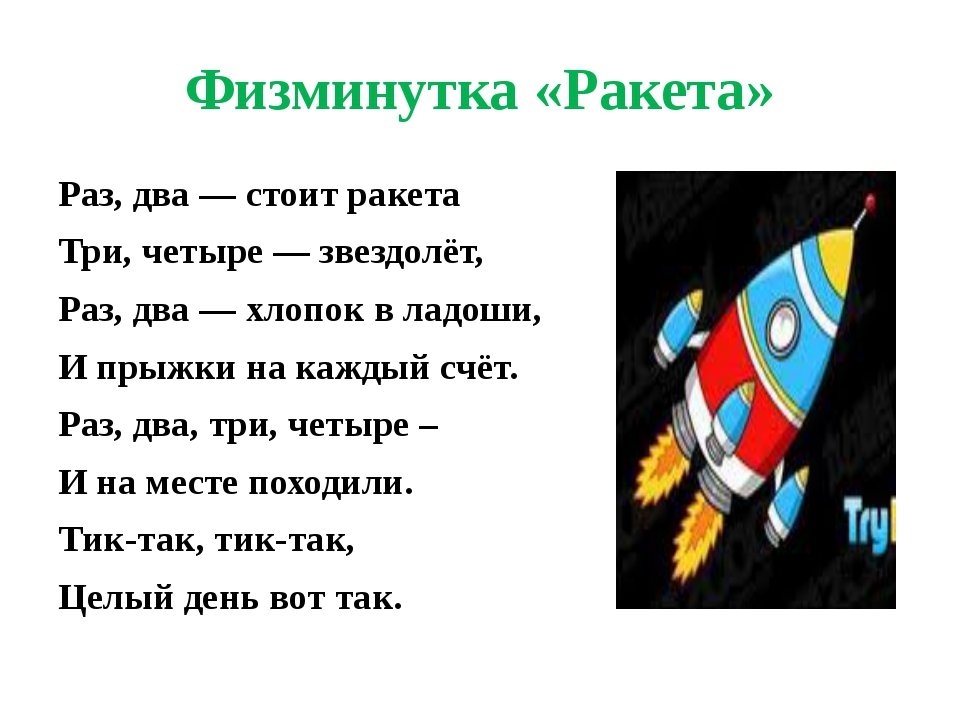 Физминутка «Ракета»
Раз, два — стоит ракета
Три, четыре — звездолёт,
Раз, два — хлопок в ладоши,
И прыжки на каждый счёт.
Раз, два, три, четыре –
И на месте походили.
Тик-так, тик-так,
Целый день вот так.
Try